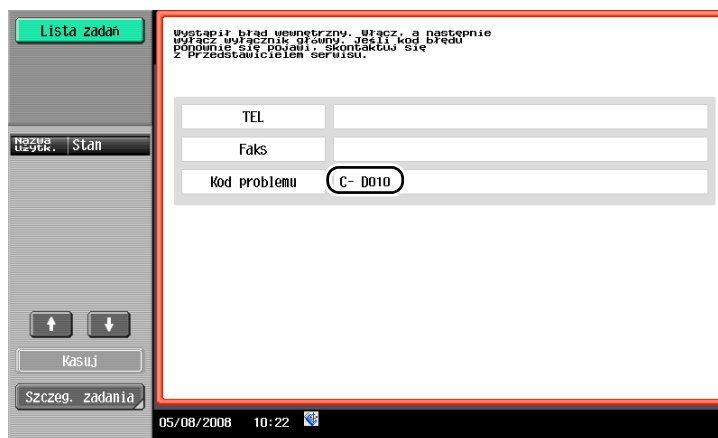 Lista zadań
Wystąpił błąd wewnętrzny. Włącz, a następnie
wyłącz wyłącznik główny. Jeśli kod błędu
ponownie się pojawi, skontaktuj się
z Przedstawicielem serwisu.
TEL
Nazwa użytk. Stan
Faks
Kod problemu C- D010
Kasuj
Szczeg. zadania
05/08/2008 10:22